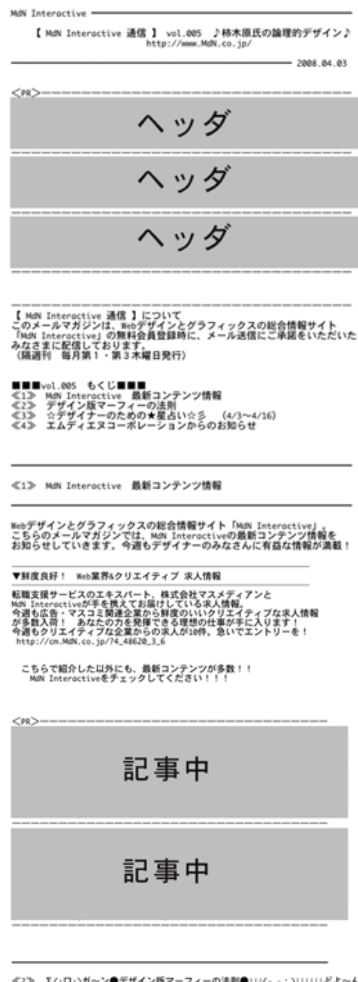 MdN Interactive
【 MdN Interactive 通信 】 vol.005 ♪柿木原氏の論理的デザイン♪
http://www.MdN.co.jp/
2008.04.03
<PR>
ヘッダ
ヘッダ
ヘッダ
【 MdN Interactive 通信 】について
このメールマガジンは、Webデザインとグラフィックスの総合情報サイト
「MdN Interactive」の無料会員登録時に、メール送信にご承諾をいただいた
みなさまに配信しております。
（隔週刊 毎月第１・第３木曜日発行）
■■■vol.005 もくじ■■■
≪1≫ MdN Interactive 最新コンテンツ情報
≪2≫ デザイン版マーフィーの法則
≪3≫ ☆デザイナーのための★星占い☆彡 （4/3〜4/16）
≪4≫ エムディエヌコーポレーションからのお知らせ
≪1≫ MdN Interactive 最新コンテンツ情報
Webデザインとグラフィックスの総合情報サイト「MdN Interactive」。
こちらのメールマガジンでは、MdN Interactiveの最新コンテンツ情報を
お知らせしていきます。今週もデザイナーのみなさんに有益な情報が満載！
▼鮮度良好！ Web業界&クリエイティブ 求人情報
転職支援サービスのエキスパート、株式会社マスメディアンと
MdN Interactiveが手を携えてお届けしている求人情報。
今週も広告・マスコミ関連企業から鮮度のいいクリエイティブな求人情報
が多数入荷！ あなたの力を発揮できる理想の仕事が手に入ります！
今週もクリエイティブな企業からの求人が10件。急いでエントリーを！
http://cm.MdN.co.jp/?4_48620_3_6
こちらで紹介した以外にも、最新コンテンツが多数！！
MdN Interactiveをチェックしてください！！！
<PR>
記事中
記事中